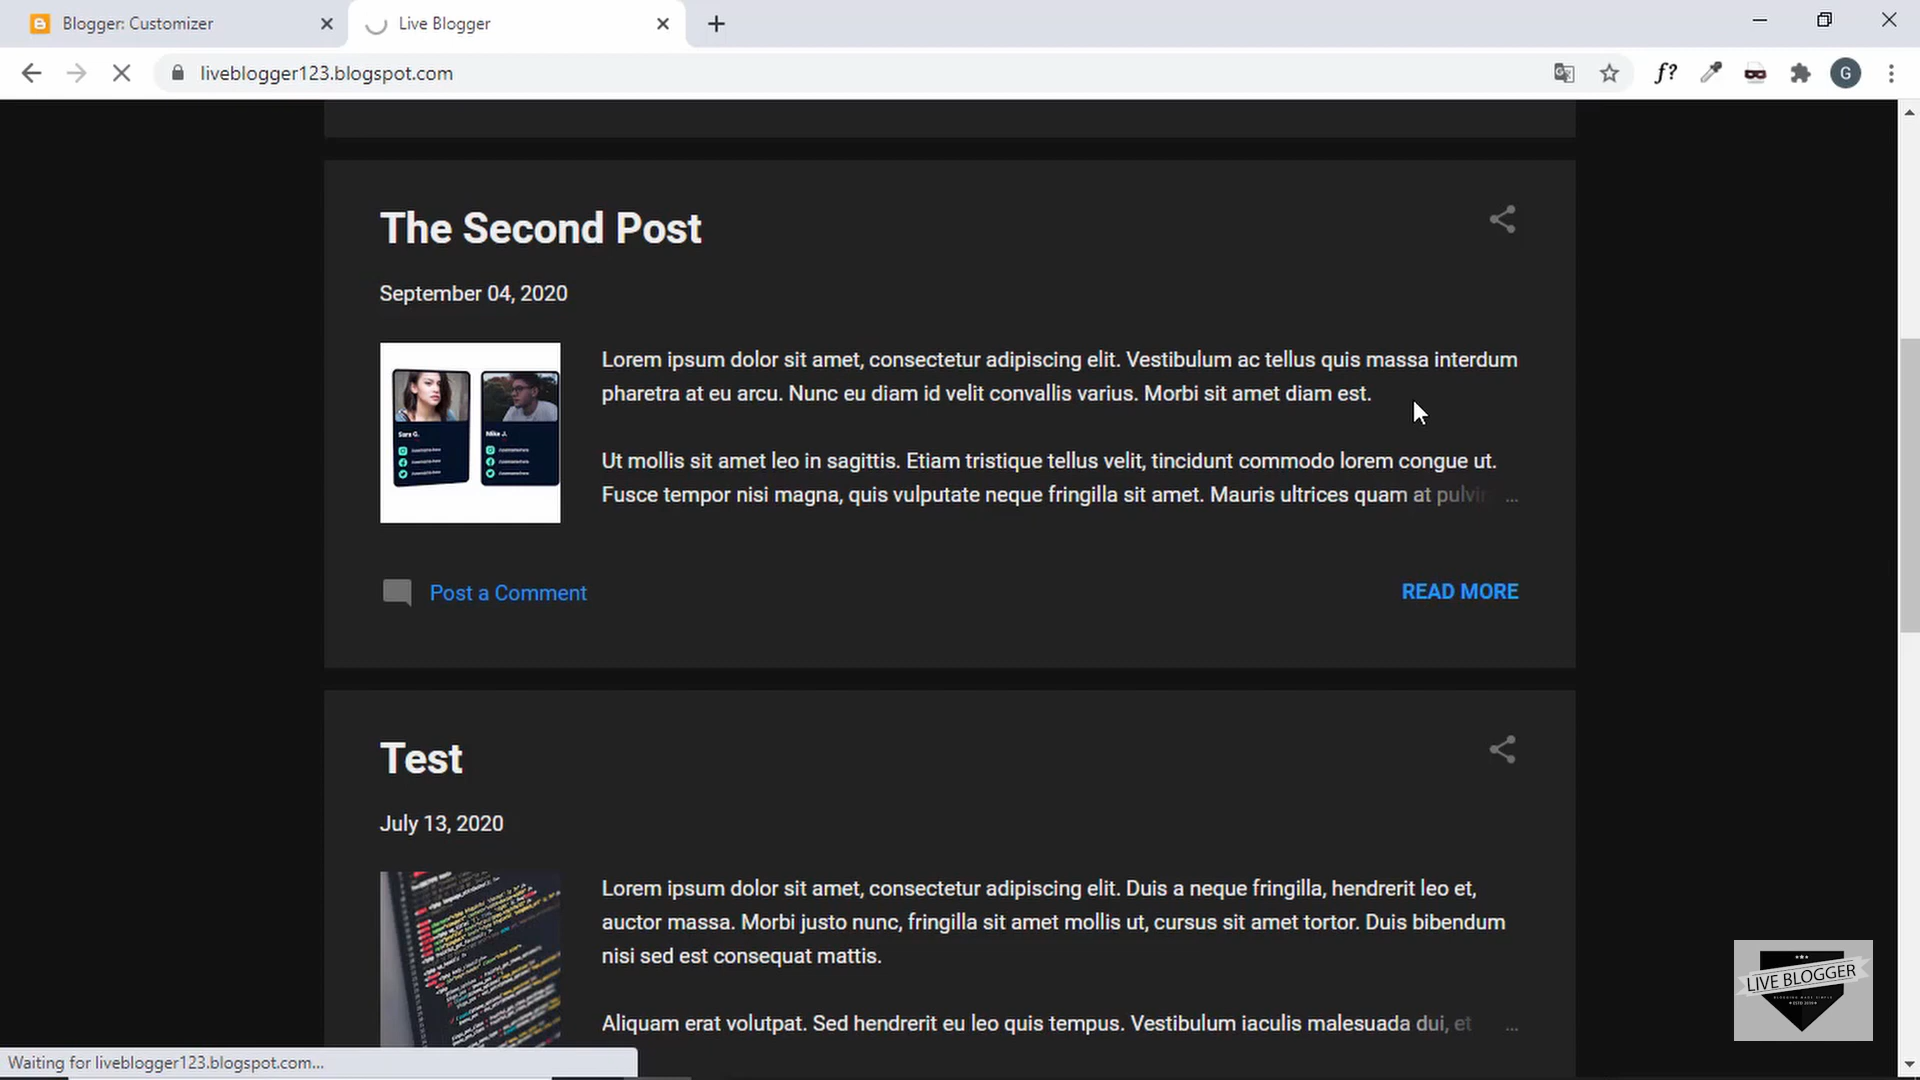 Blogger: Customizer
Live Blogger
liveblogger123.blogspot.com
f?
G
The Second Post
September 04, 2020
Sara G.
Mike J.
Lorem ipsum dolor sit amet, consectetur adipiscing elit. Vestibulum ac tellus quis massa interdum
pharetra at eu arcu. Nunc eu diam id velit convallis varius. Morbi sit amet diam est.
Ut mollis sit amet leo in sagittis. Etiam tristique tellus velit, tincidunt commodo lorem congue ut.
Fusce tempor nisi magna, quis vulputate neque fringilla sit amet. Mauris ultrices quam at pulvi ...
Post a Comment
READ MORE
Test
July 13, 2020
Lorem ipsum dolor sit amet, consectetur adipiscing elit. Duis a neque fringilla, hendrerit leo et,
auctor massa. Morbi justo nunc, fringilla sit amet mollis ut, cursus sit amet tortor. Duis bibendum
nisi sed est consequat mattis.
Aliquam erat volutpat. Sed hendrerit eu leo quis tempus. Vestibulum iaculis malesuada dui, et ...
LIVE BLOGGER
Waiting for liveblogger123.blogspot.com...